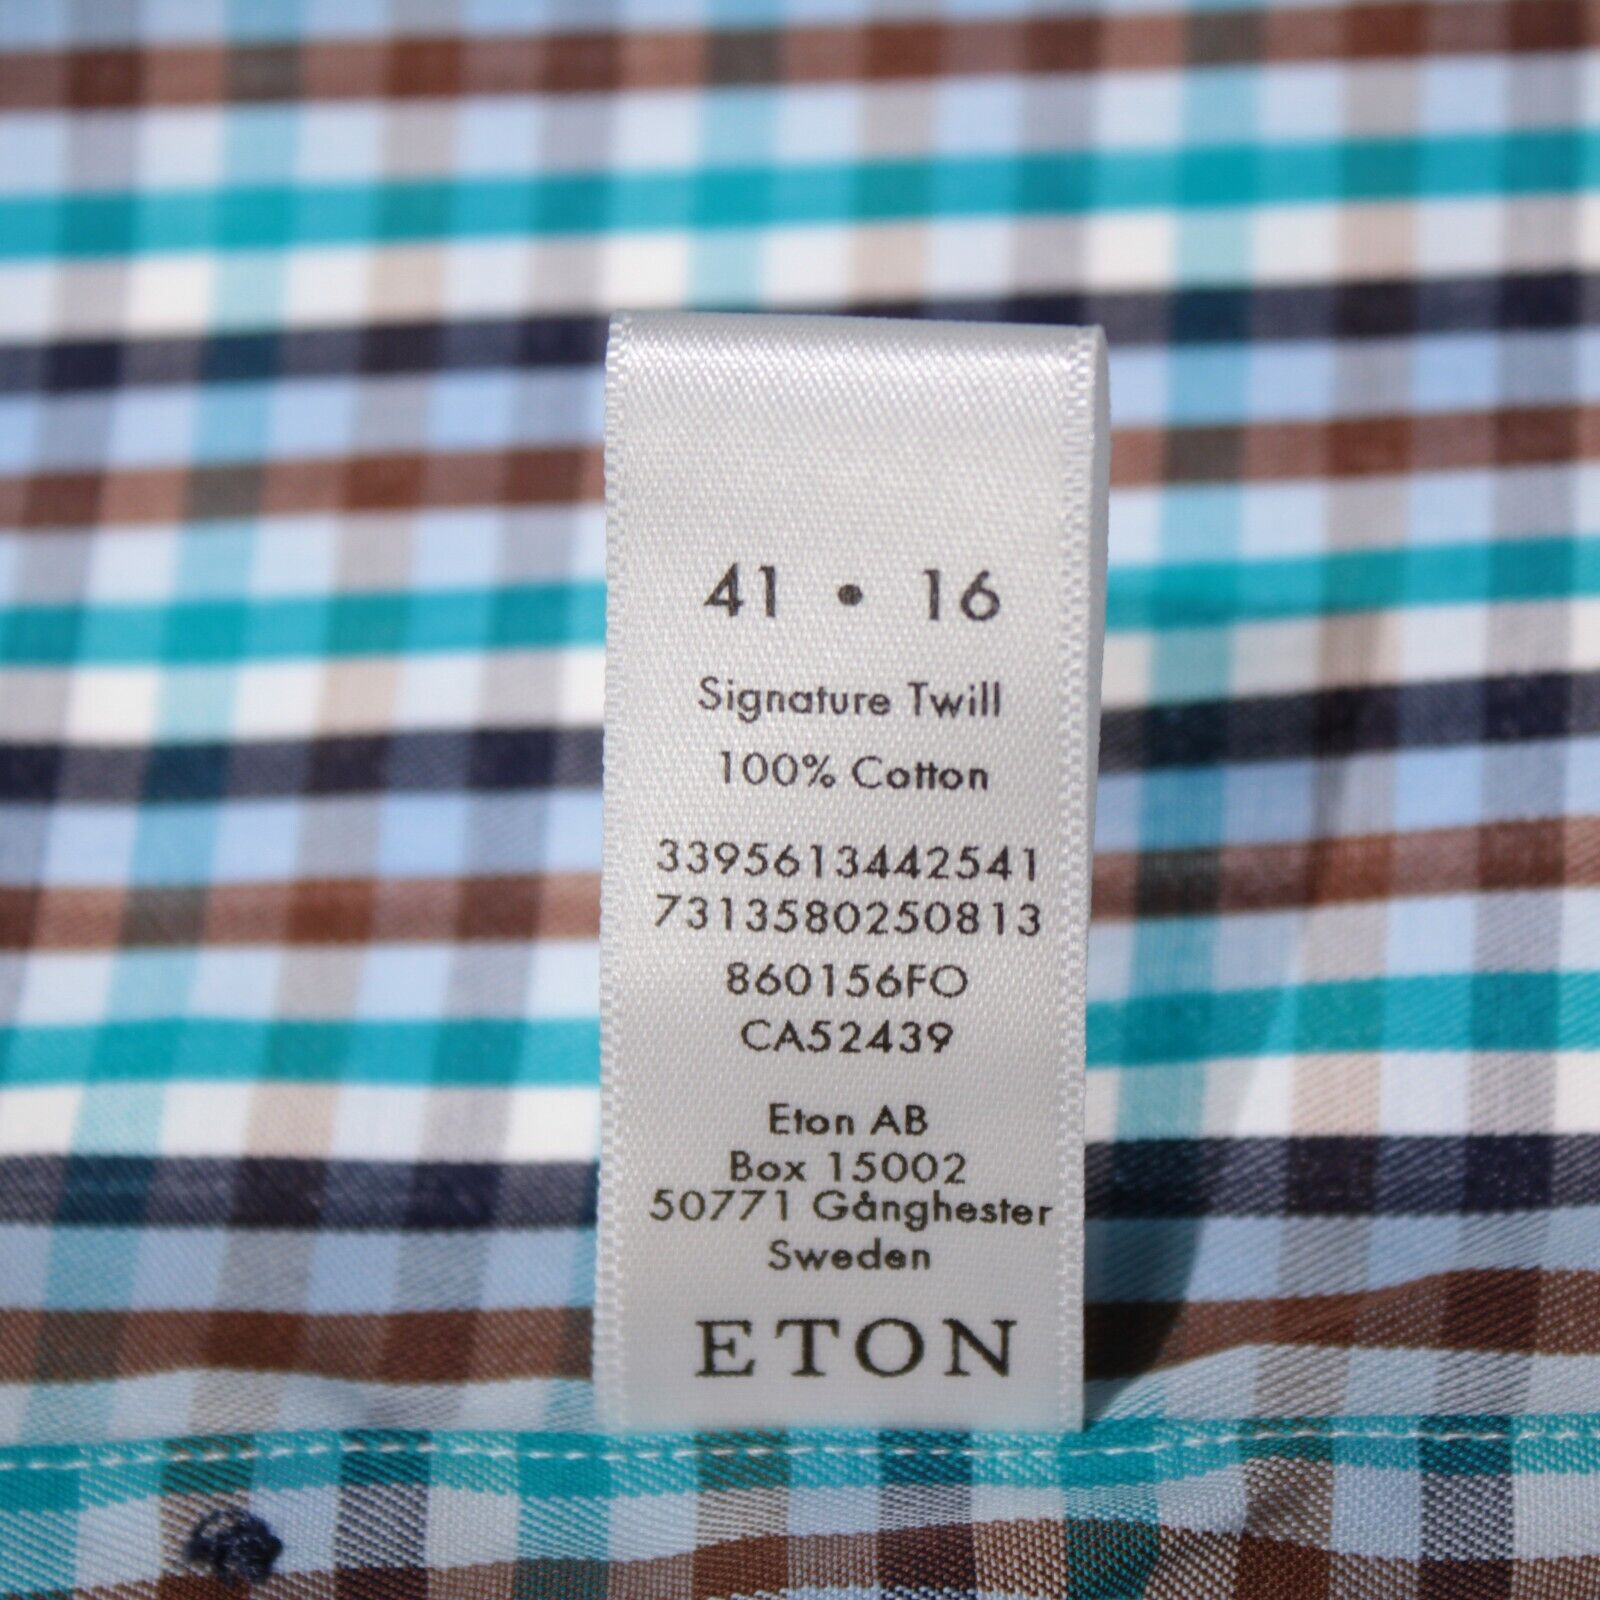 41 • 16
Signature Twill
100% Cotton
3395613442541
7313580250813
860156FO
CA52439
Eton AB
Box 15002
50771 Gånghester
Sweden
ETON